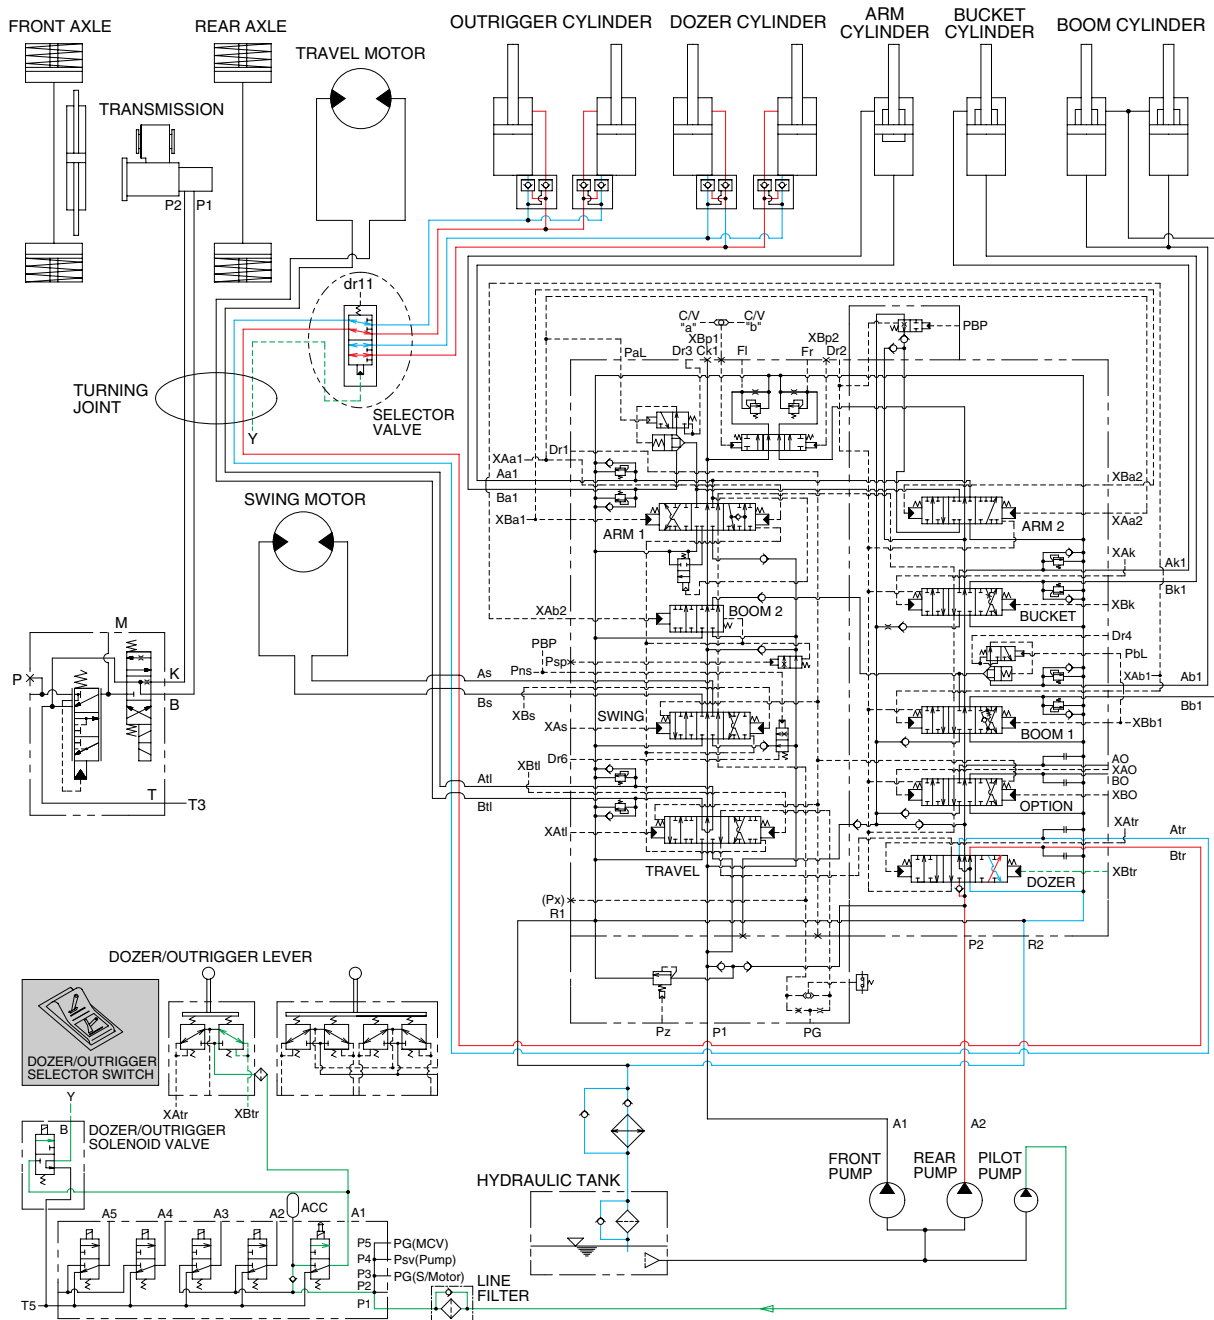 FRONT AXLE
REAR AXLE
TRAVEL MOTOR
OUTRIGGER CYLINDER
DOZER CYLINDER
ARM
CYLINDER
BUCKET
CYLINDER
BOOM CYLINDER
TRANSMISSION
P2
P1
dr11
TURNING
JOINT
SELECTOR
VALVE
Y
C/V
"a"
C/V
"b"
XBp1
XBp2
PaL
Dr3
Ck1
Fl
Fr
Dr2
PBP
XAa1
Dr1
Aa1
Ba1
XBa1
ARM 1
XBa2
XAa2
ARM 2
SWING MOTOR
XAk
Ak1
Bk1
XBk
BUCKET
XAb2
BOOM 2
PBP
Psp
Pns
Dr4
PbL
XAb1
Ab1
Bb1
XBb1
BOOM 1
M
P
K
B
T
T3
As
Bs
XBs
SWING
XAs
Dr6
XBtl
Atl
Btl
XAtl
TRAVEL
AO
XAO
BO
XBO
OPTION
XAtr
Atr
Btr
XBtr
DOZER
(Px)
R1
P2
R2
Pz
P1
PG
DOZER/OUTRIGGER LEVER
DOZER/OUTRIGGER
SELECTOR SWITCH
XAtr
XBtr
Y
B
DOZER/OUTRIGGER
SOLENOID VALVE
A1
A2
FRONT
PUMP
REAR
PUMP
PILOT
PUMP
HYDRAULIC TANK
A5
A4
A3
A2
ACC
A1
P5
PG(MCV)
P4
Psv(Pump)
P3
PG(S/Motor)
P2
P1
T5
LINE
FILTER